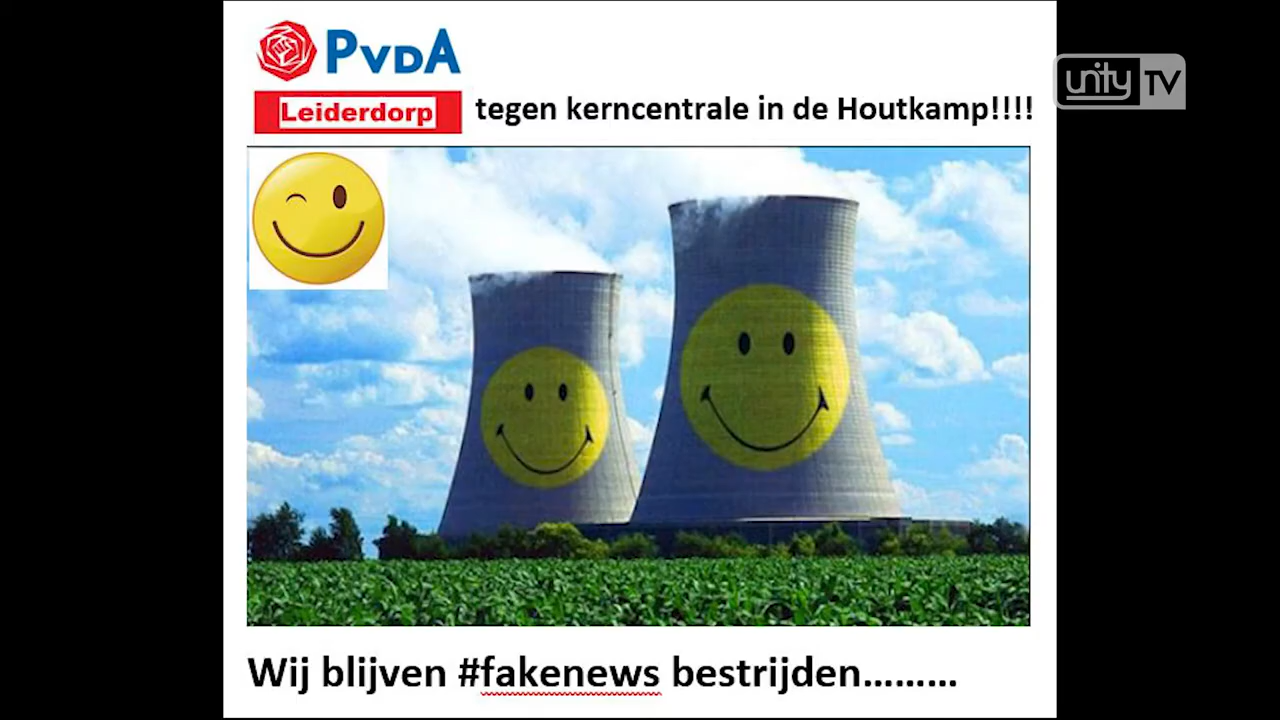 PvdA
Leiderdorp tegen kerncentrale in de Houtkamp!!!!
unity TV
Wij blijven #fakenews bestrijden.........